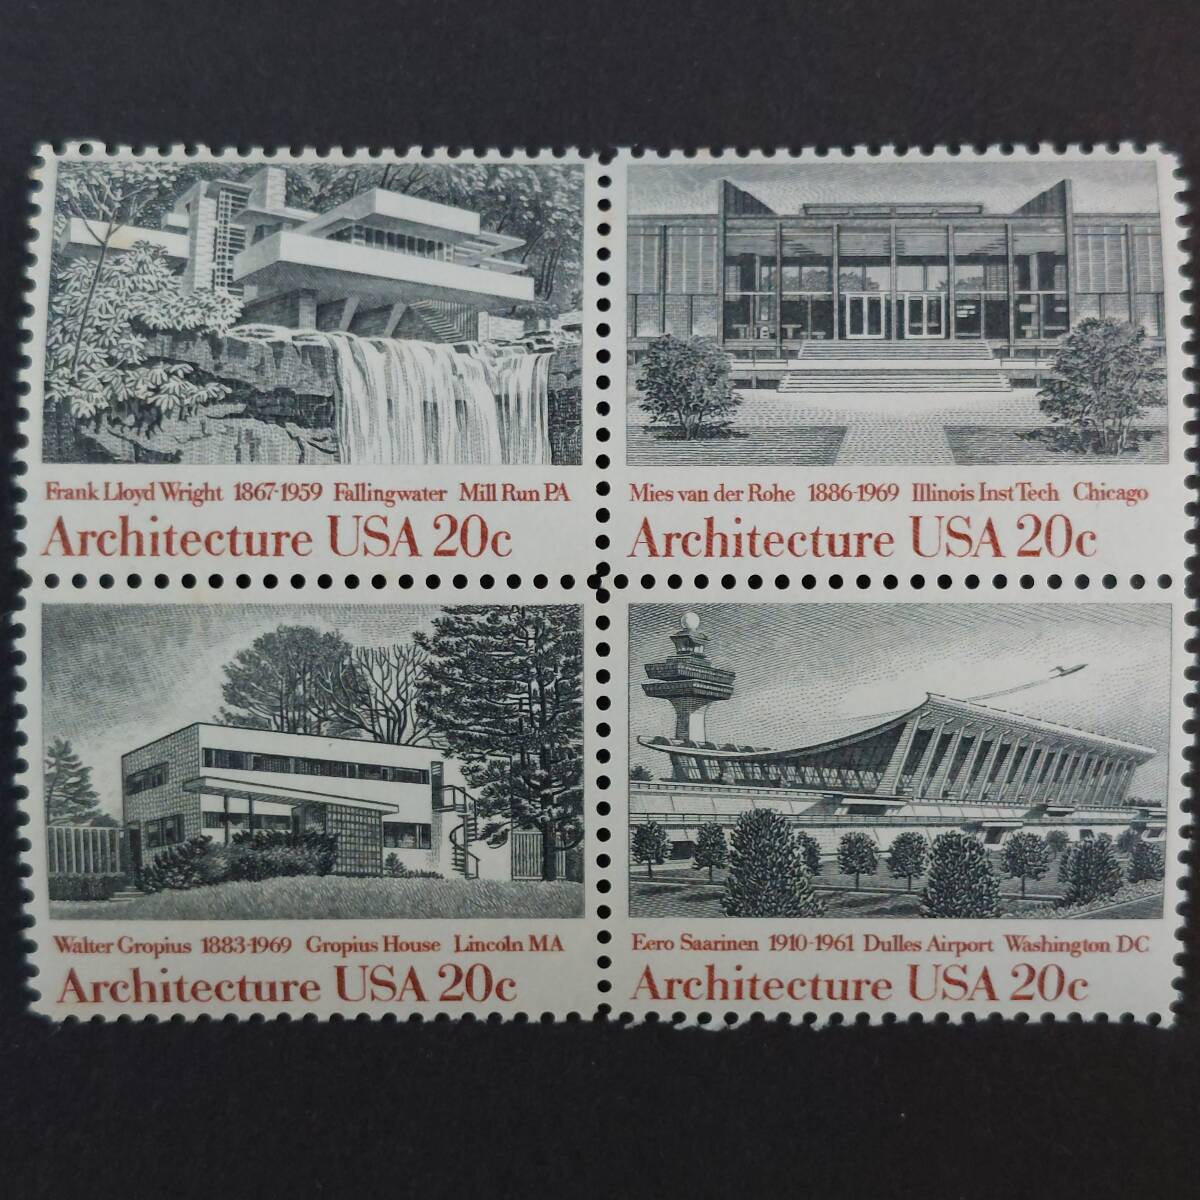 Frank Lloyd Wright 1867-1959 Fallingwater Mill Run PA
Architecture USA 20c
Mies van der Rohe 1886-1969 Illinois Inst Tech Chicago
Architecture USA 20c
Walter Gropius 1883-1969 Gropius House Lincoln MA
Architecture USA 20c
Eero Saarinen 1910-1961 Dulles Airport Washington DC
Architecture USA 20c